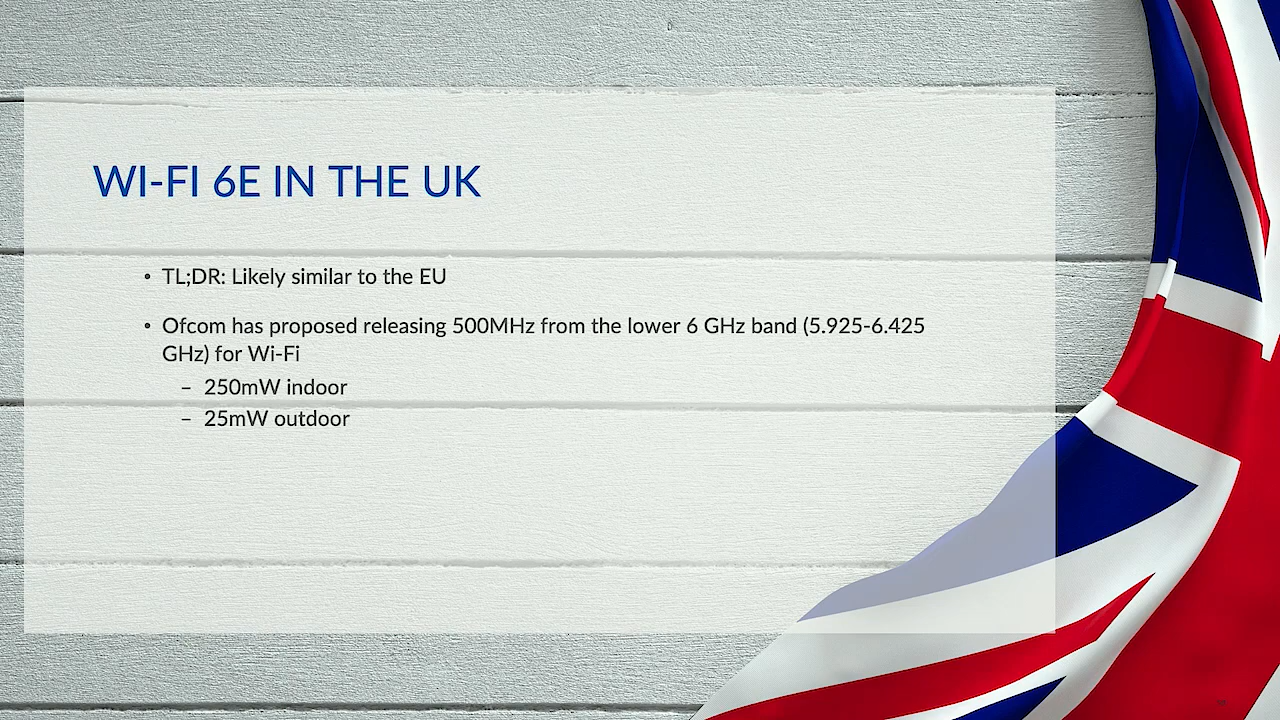 WI-FI 6E IN THE UK
• TL;DR: Likely similar to the EU
• Ofcom has proposed releasing 500MHz from the lower 6 GHz band (5.925-6.425
GHz) for Wi-Fi
– 250mW indoor
– 25mW outdoor